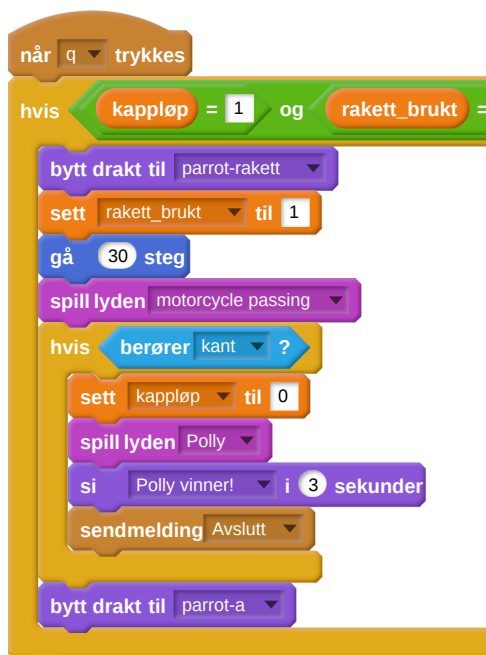 når q trykkes
hvis kappløp = 1 og rakett_brukt =
bytt drakt til parrot-rakett
sett rakett_brukt til 1
gå 30 steg
spill lyden motorcycle passing
hvis berører kant ?
sett kappløp til 0
spill lyden Polly
si Polly vinner! i 3 sekunder
sendmelding Avslutt
bytt drakt til parrot-a